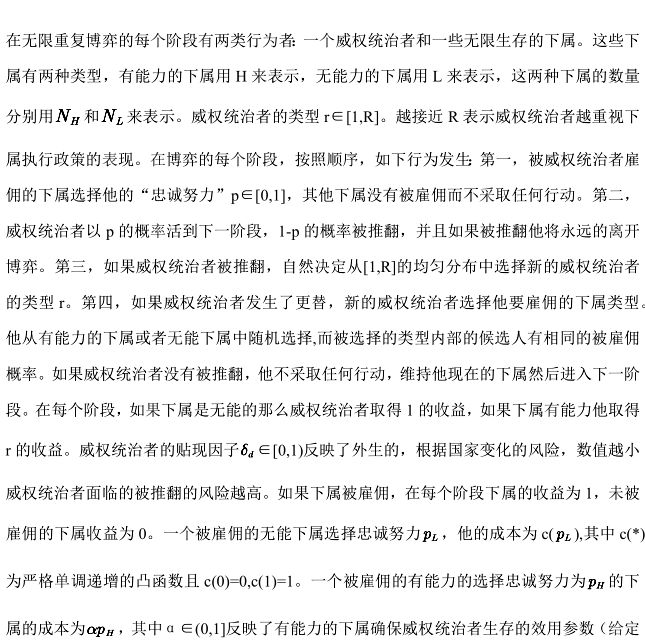 在无限重复博弈的每个阶段有两类行为者：一个威权统治者和一些无限生存的下属。这些下
属有两种类型，有能力的下属用 H 来表示，无能力的下属用 L 来表示，这两种下属的数量
分别用 N_H 和 N_L 来表示。威权统治者的类型 r∈[1,R]。越接近 R 表示威权统治者越重视下
属执行政策的表现。在博弈的每个阶段，按照顺序，如下行为发生：第一，被威权统治者雇
佣的下属选择他的“忠诚努力”p∈[0,1]，其他下属没有被雇佣而不采取任何行动。第二，
威权统治者以 p 的概率活到下一阶段，1-p 的概率被推翻，并且如果被推翻他将永远的离开
博弈。第三，如果威权统治者被推翻，自然决定从[1,R]的均匀分布中选择新的威权统治者
的类型 r。第四，如果威权统治者发生了更替，新的威权统治者选择他要雇佣的下属类型。
他从有能力的下属或者无能下属中随机选择,而被选择的类型内部的候选人有相同的被雇佣
概率。如果威权统治者没有被推翻，他不采取任何行动，维持他现在的下属然后进入下一阶
段。在每个阶段，如果下属是无能的那么威权统治者取得 1 的收益，如果下属有能力他取得
r 的收益。威权统治者的贴现因子 δ_d ∈[0,1)反映了外生的，根据国家变化的风险，数值越小
威权统治者面临的被推翻的风险越高。如果下属被雇佣，在每个阶段下属的收益为 1，未被
雇佣的下属收益为 0。一个被雇佣的无能下属选择忠诚努力 p_L，他的成本为 c(p_L),其中 c(*)
为严格单调递增的凸函数且 c(0)=0,c(1)=1。一个被雇佣的有能力的选择忠诚努力为 p_H 的下
属的成本为 αp_H，其中 α∈(0,1]反映了有能力的下属确保威权统治者生存的效用参数（给定